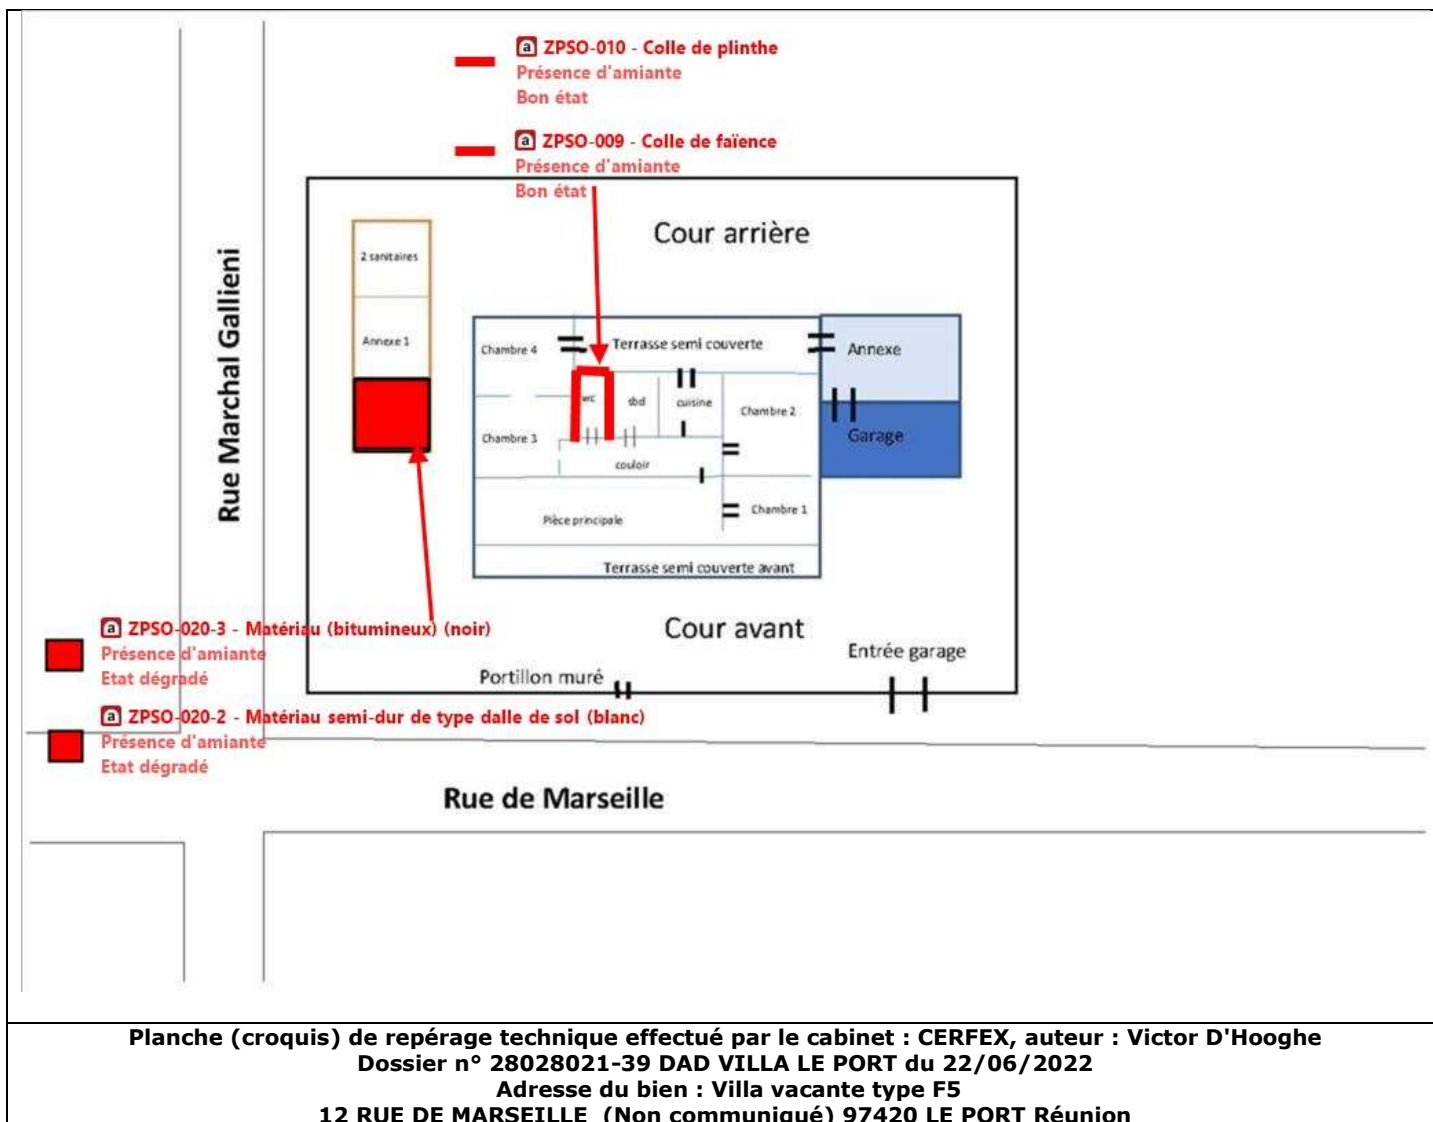 a ZPSO-010 - Colle de plinthe
Présence d'amiante
Bon état
a ZPSO-009 - Colle de faïence
Présence d'amiante
Bon état
Cour arrière
2 sanitaires
Annexe 1
Rue Marchal Gallieni
Chambre 4
Terrasse semi couverte
Annexe
wc
sbd
cuisine
Chambre 2
Chambre 3
Garage
couloir
Pièce principale
Chambre 1
Terrasse semi couverte avant
Cour avant
Entrée garage
Portillon muré
a ZPSO-020-3 - Matériau (bitumineux) (noir)
Présence d'amiante
Etat dégradé
a ZPSO-020-2 - Matériau semi-dur de type dalle de sol (blanc)
Présence d'amiante
Etat dégradé
Rue de Marseille
Planche (croquis) de repérage technique effectué par le cabinet : CERFEX, auteur : Victor D'Hooghe
Dossier n° 28028021-39 DAD VILLA LE PORT du 22/06/2022
Adresse du bien : Villa vacante type F5
12 RUE DE MARSEILLE (Non communiqué) 97420 LE PORT Réunion